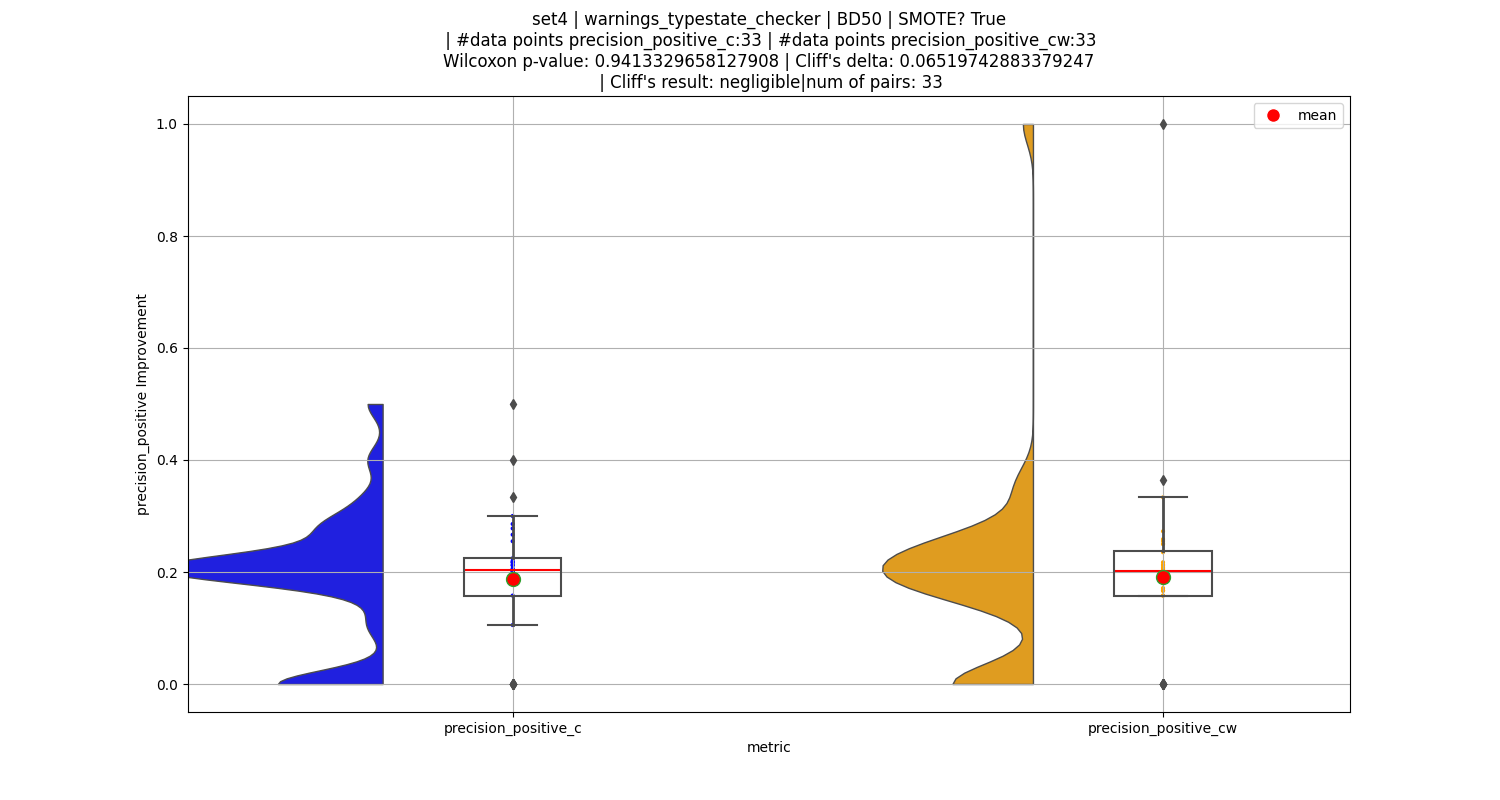 set4 | warnings_typestate_checker | BD50 | SMOTE? True
| #data points precision_positive_c:33 | #data points precision_positive_cw:33
Wilcoxon p-value: 0.9413329658127908 | Cliff's delta: 0.06519742883379247
| Cliff's result: negligible|num of pairs: 33
mean
1.0
0.8
0.6
0.4
0.2
0.0
precision_positive Improvement
precision_positive_c
precision_positive_cw
metric